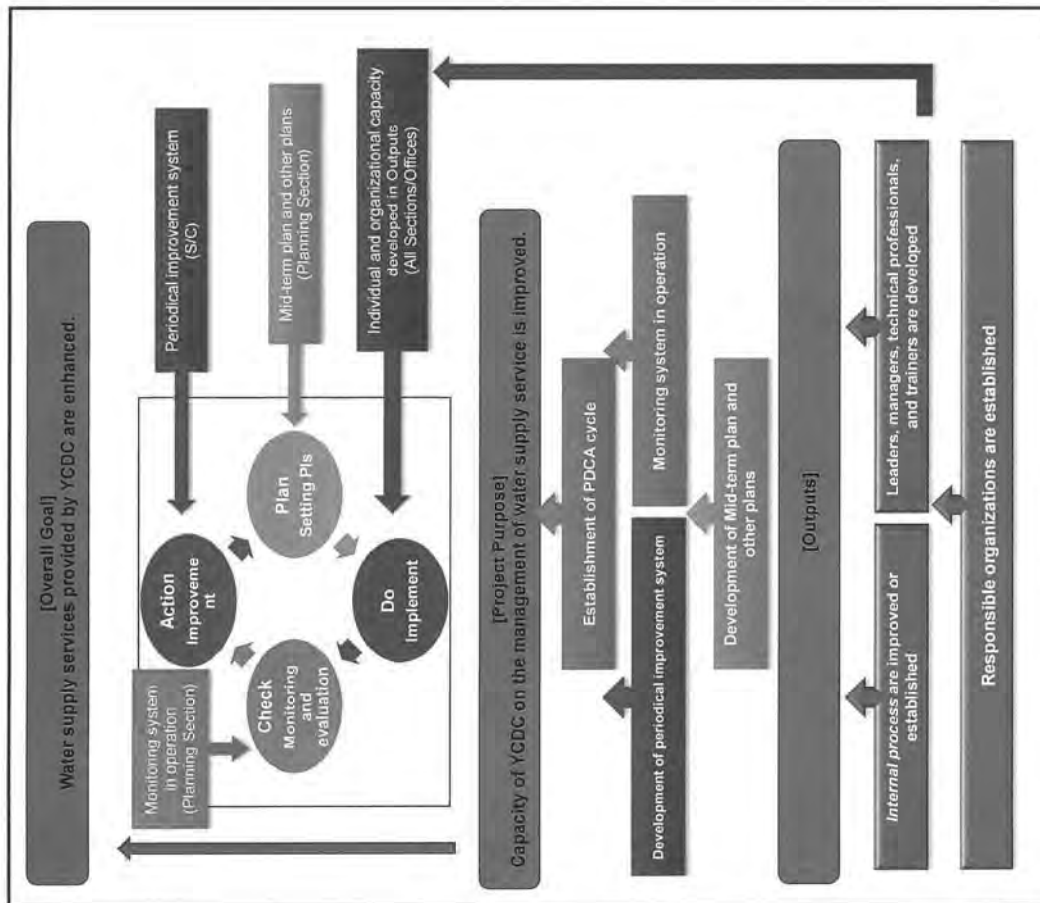 [Overall Goal]
Water supply services provided by YCDC are enhanced.
Monitoring system
in operation
(Planning Section)
Action
Improveme
nt
Periodical improvement system
(S/C)
Check
Monitoring
and
evaluation
Plan
Setting PIs
Mid-term plan and other plans
(Planning Section)
Do
Implement
Individual and organizational capacity
developed in Outputs
(All Sections/Offices)
[Project Purpose]
Capacity of YCDC on the management of water supply service is improved.
Establishment of PDCA cycle
Development of periodical improvement system
Monitoring system in operation
Development of Mid-term plan and
other plans
[Outputs]
Internal process are improved or
established
Leaders, managers, technical professionals,
and trainers are developed
Responsible organizations are established